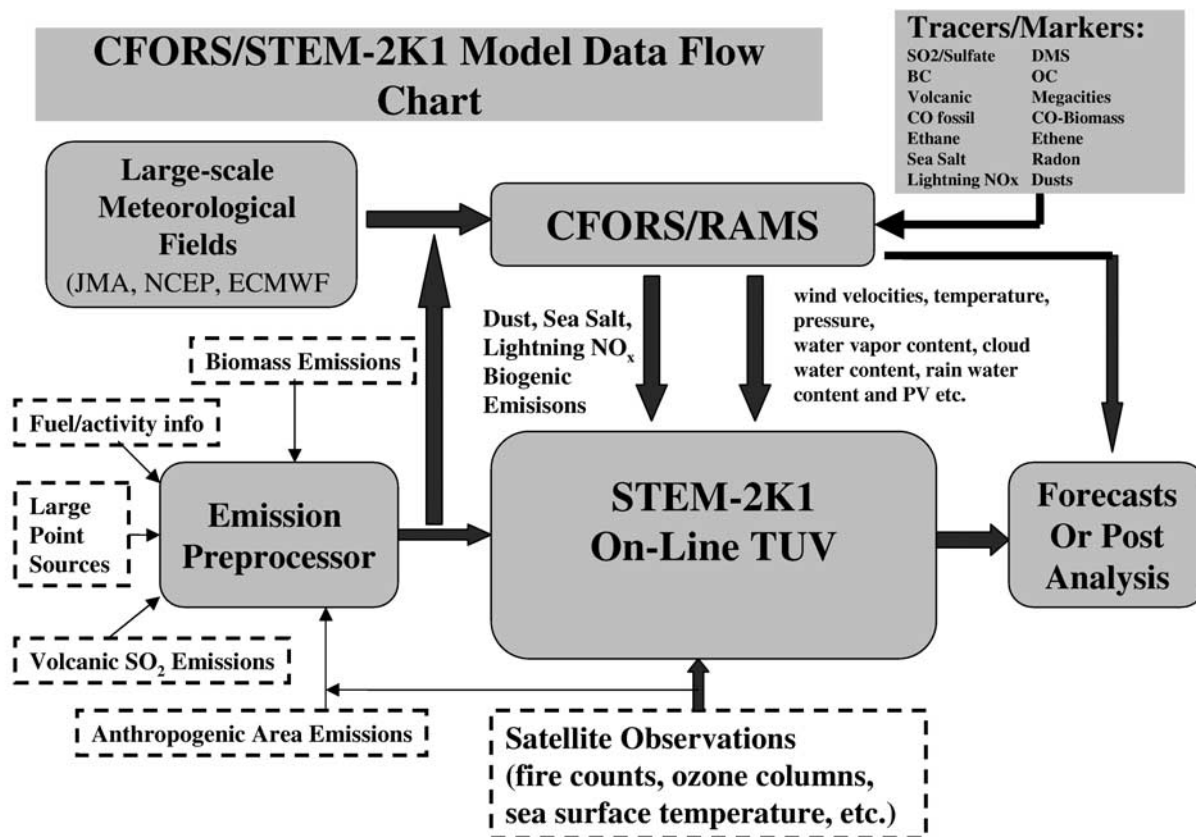 CFORS/STEM-2K1 Model Data Flow
Chart
Tracers/Markers:
SO2/Sulfate DMS
BC OC
Volcanic Megacities
CO fossil CO-Biomass
Ethane Ethene
Sea Salt Radon
Lightning NOx Dusts
Large-scale
Meteorological
Fields
(JMA, NCEP, ECMWF
CFORS/RAMS
Dust, Sea Salt,
Lightning NOx
Biogenic
Emisisons
wind velocities, temperature,
pressure,
water vapor content, cloud
water content, rain water
content and PV etc.
Biomass Emissions
Fuel/activity info
Large
Point
Sources
Emission
Preprocessor
STEM-2K1
On-Line TUV
Forecasts
Or Post
Analysis
Volcanic SO2 Emissions
Anthropogenic Area Emissions
Satellite Observations
(fire counts, ozone columns,
sea surface temperature, etc.)